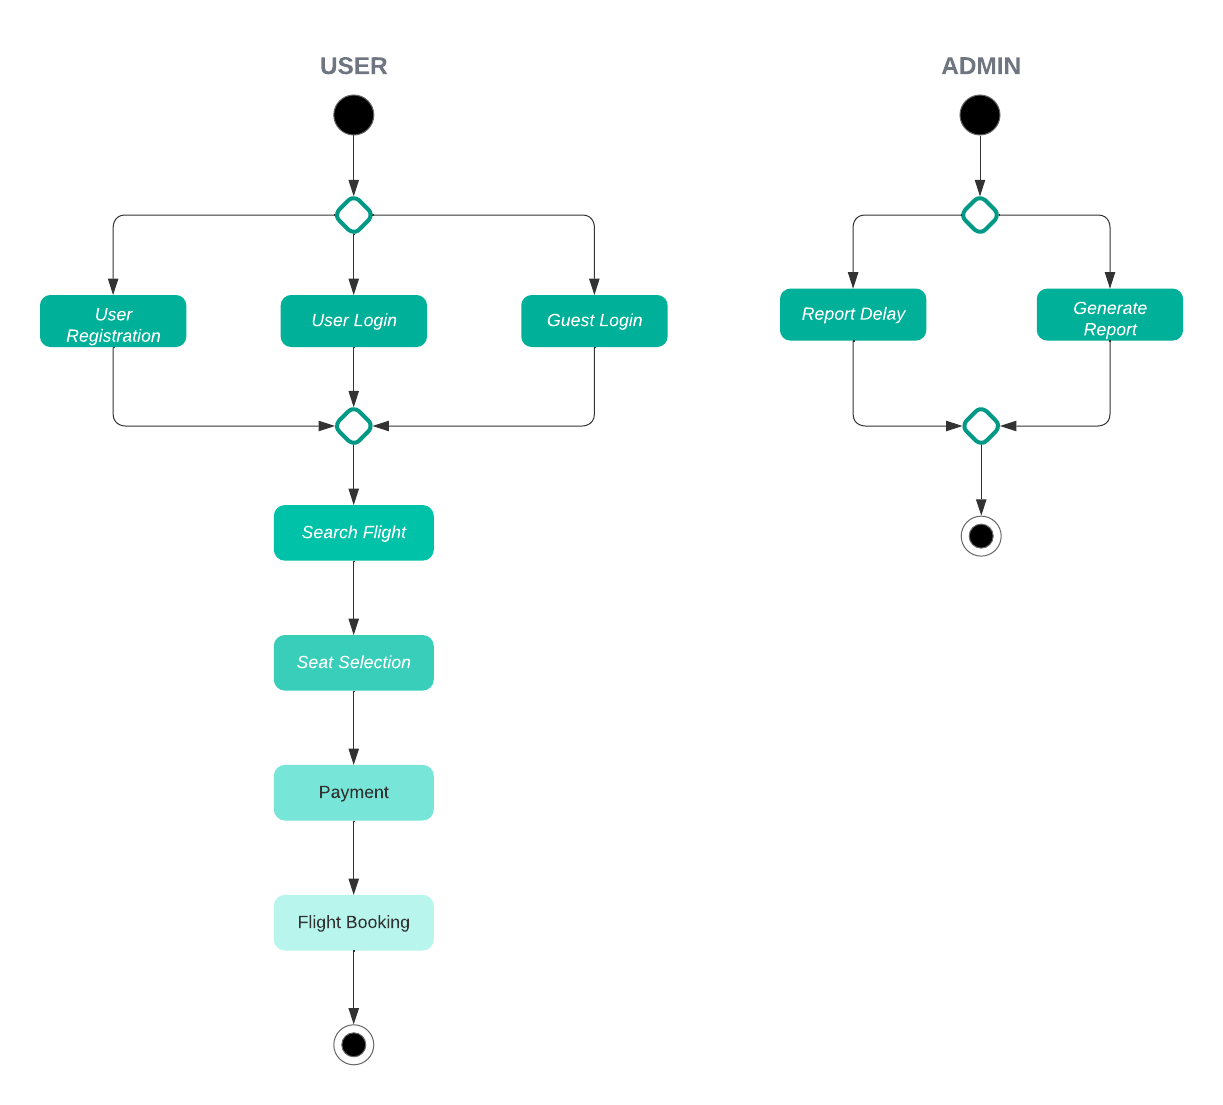 USER
ADMIN
User
Registration
User Login
Guest Login
Report Delay
Generate
Report
Search Flight
Seat Selection
Payment
Flight Booking